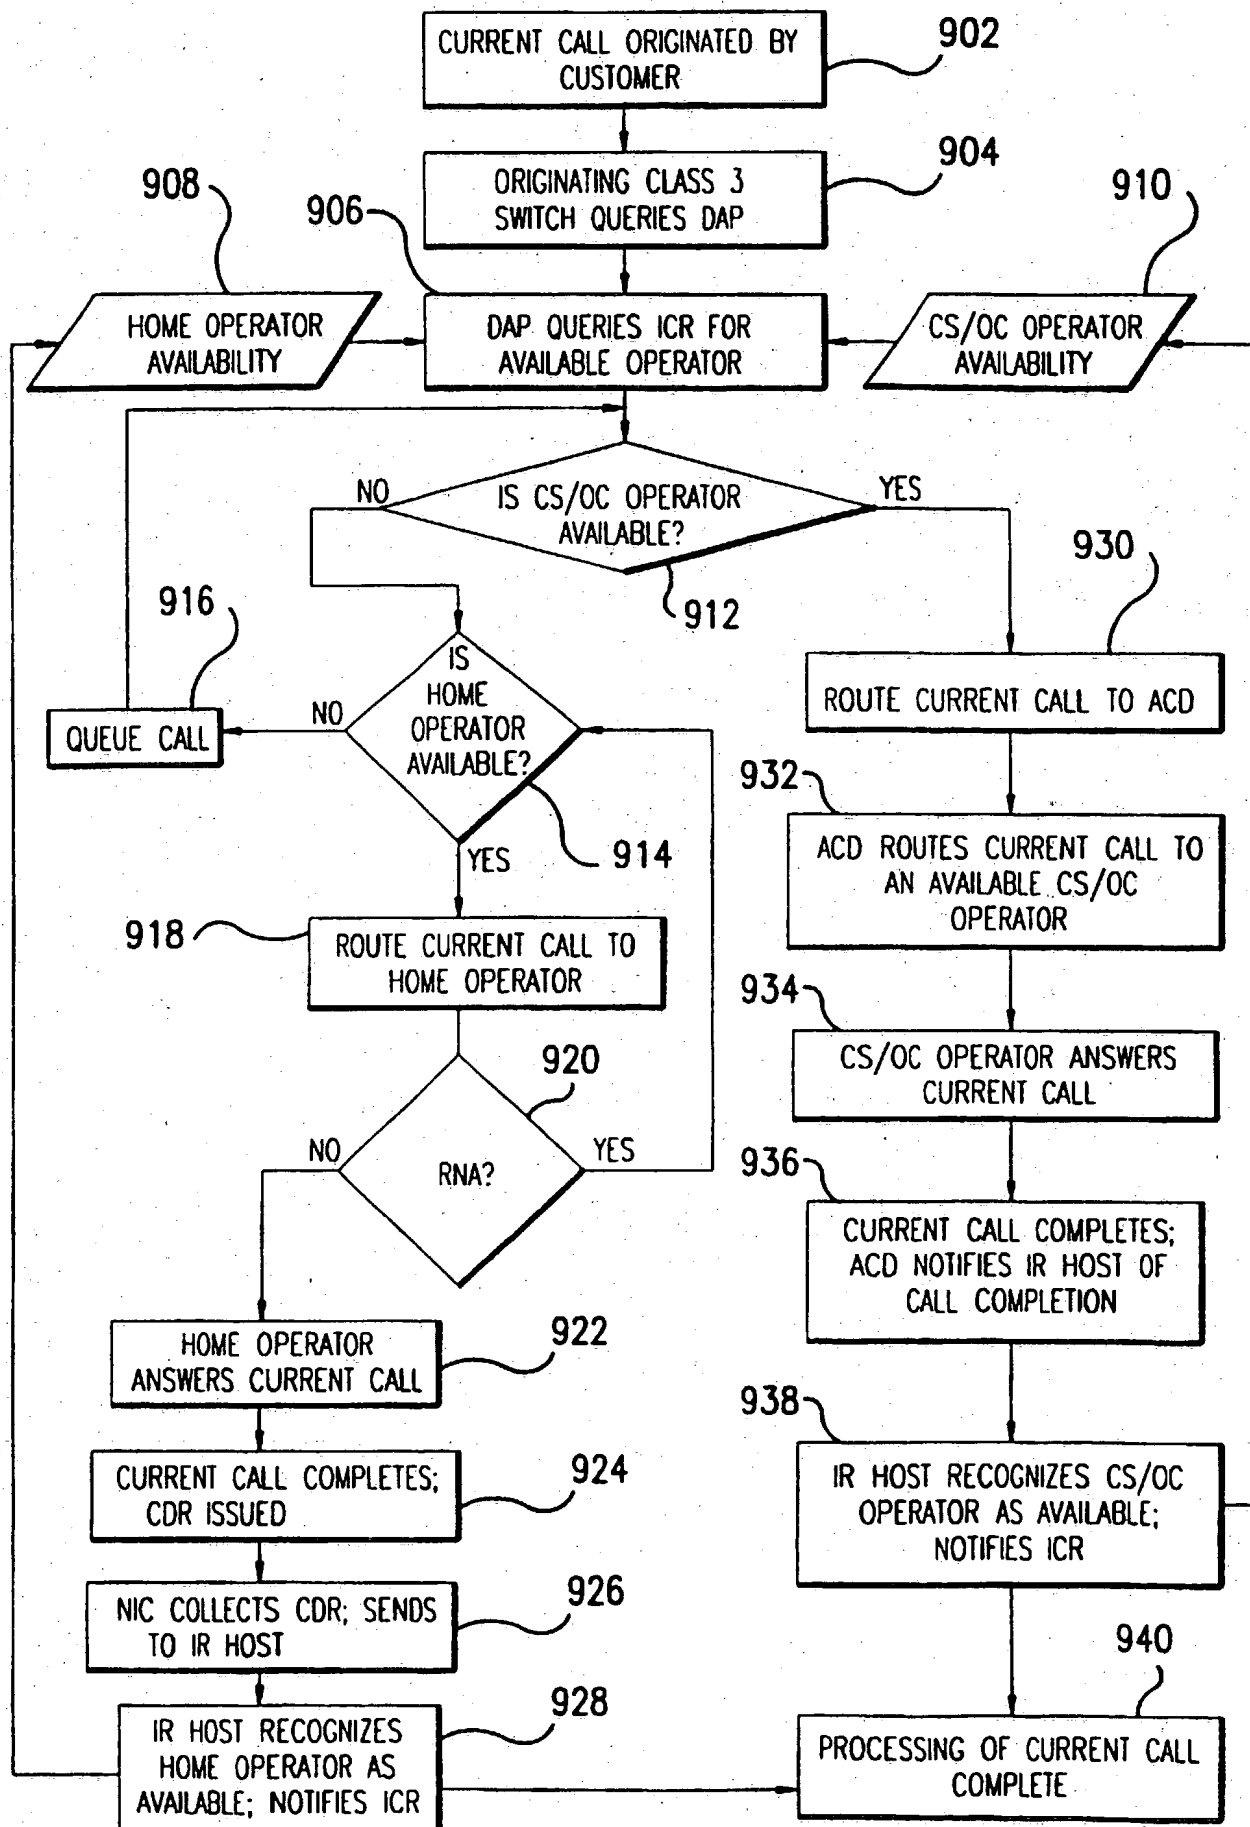 CURRENT CALL ORIGINATED BY
CUSTOMER
902
ORIGINATING CLASS 3
SWITCH QUERIES DAP
904
908
906
910
HOME OPERATOR
AVAILABILITY
DAP QUERIES ICR FOR
AVAILABLE OPERATOR
CS/OC OPERATOR
AVAILABILITY
NO
IS CS/OC OPERATOR
AVAILABLE?
YES
912
930
916
IS
HOME
OPERATOR
AVAILABLE?
NO
QUEUE CALL
914
YES
ROUTE CURRENT CALL TO ACD
932
ACD ROUTES CURRENT CALL TO
AN AVAILABLE CS/OC
OPERATOR
918
ROUTE CURRENT CALL TO
HOME OPERATOR
934
CS/OC OPERATOR ANSWERS
CURRENT CALL
920
NO
RNA?
YES
936
CURRENT CALL COMPLETES;
ACD NOTIFIES IR HOST OF
CALL COMPLETION
HOME OPERATOR
ANSWERS CURRENT CALL
922
938
IR HOST RECOGNIZES CS/OC
OPERATOR AS AVAILABLE;
NOTIFIES ICR
CURRENT CALL COMPLETES;
CDR ISSUED
924
NIC COLLECTS CDR; SENDS
TO IR HOST
926
940
IR HOST RECOGNIZES
HOME OPERATOR AS
AVAILABLE; NOTIFIES ICR
928
PROCESSING OF CURRENT CALL
COMPLETE